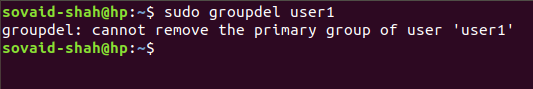 sovaid-shah@hp:~$ sudo groupdel user1
groupdel: cannot remove the primary group of user 'user1'
sovaid-shah@hp:~$